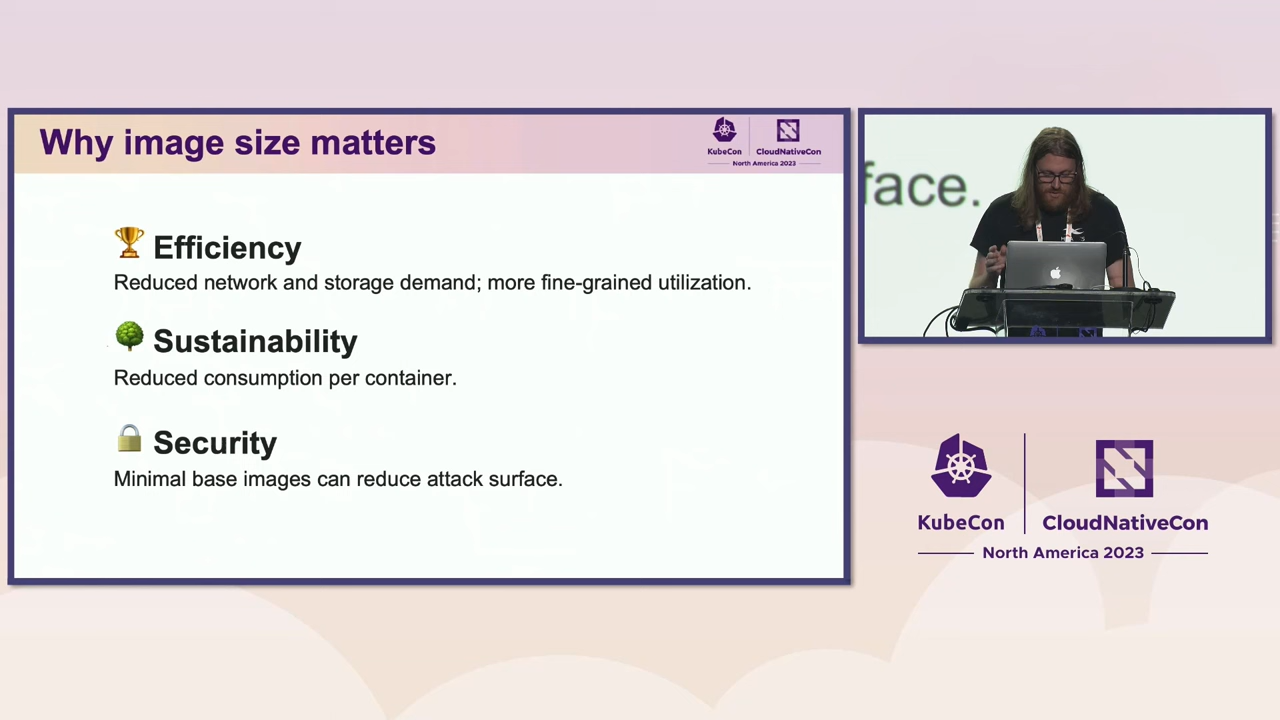 Why image size matters
KubeCon
CloudNativeCon
North America 2023
Efficiency
Reduced network and storage demand; more fine-grained utilization.
Sustainability
Reduced consumption per container.
Security
Minimal base images can reduce attack surface.
face.
KubeCon
CloudNativeCon
North America 2023